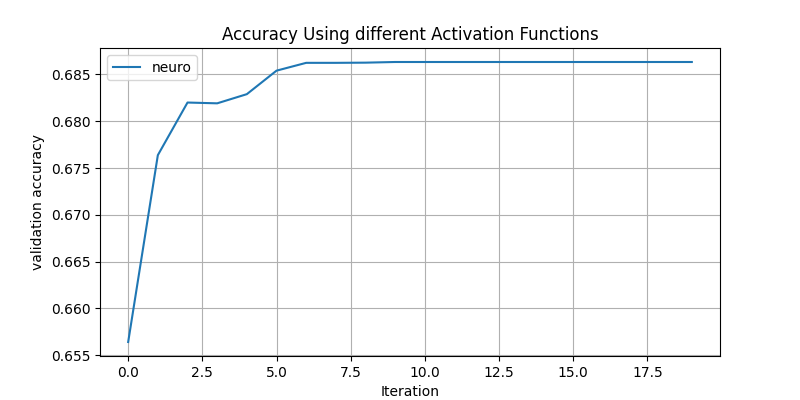 Accuracy Using different Activation Functions
neuro
validation accuracy
0.685
0.680
0.675
0.670
0.665
0.660
0.655
0.0 2.5 5.0 7.5 10.0 12.5 15.0 17.5
Iteration